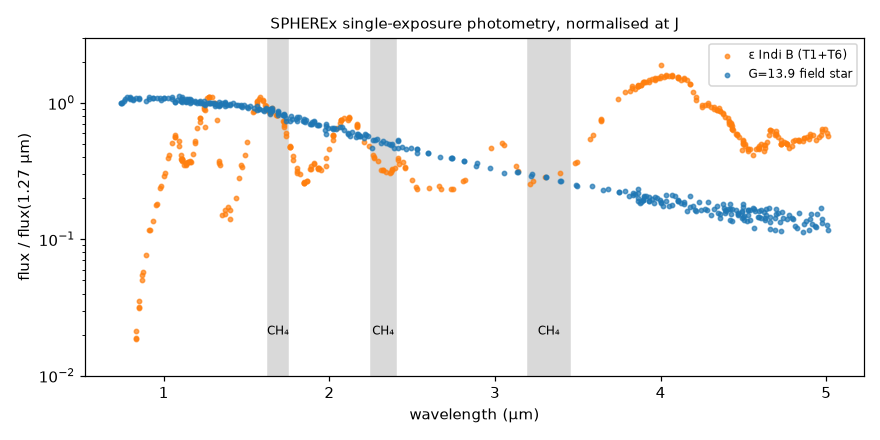 SPHEREx single-exposure photometry, normalised at J
ε Indi B (T1+T6)
G=13.9 field star
flux / flux(1.27 μm)
10⁰
10⁻¹
10⁻²
CH₄
CH₄
CH₄
1
2
3
4
5
wavelength (μm)